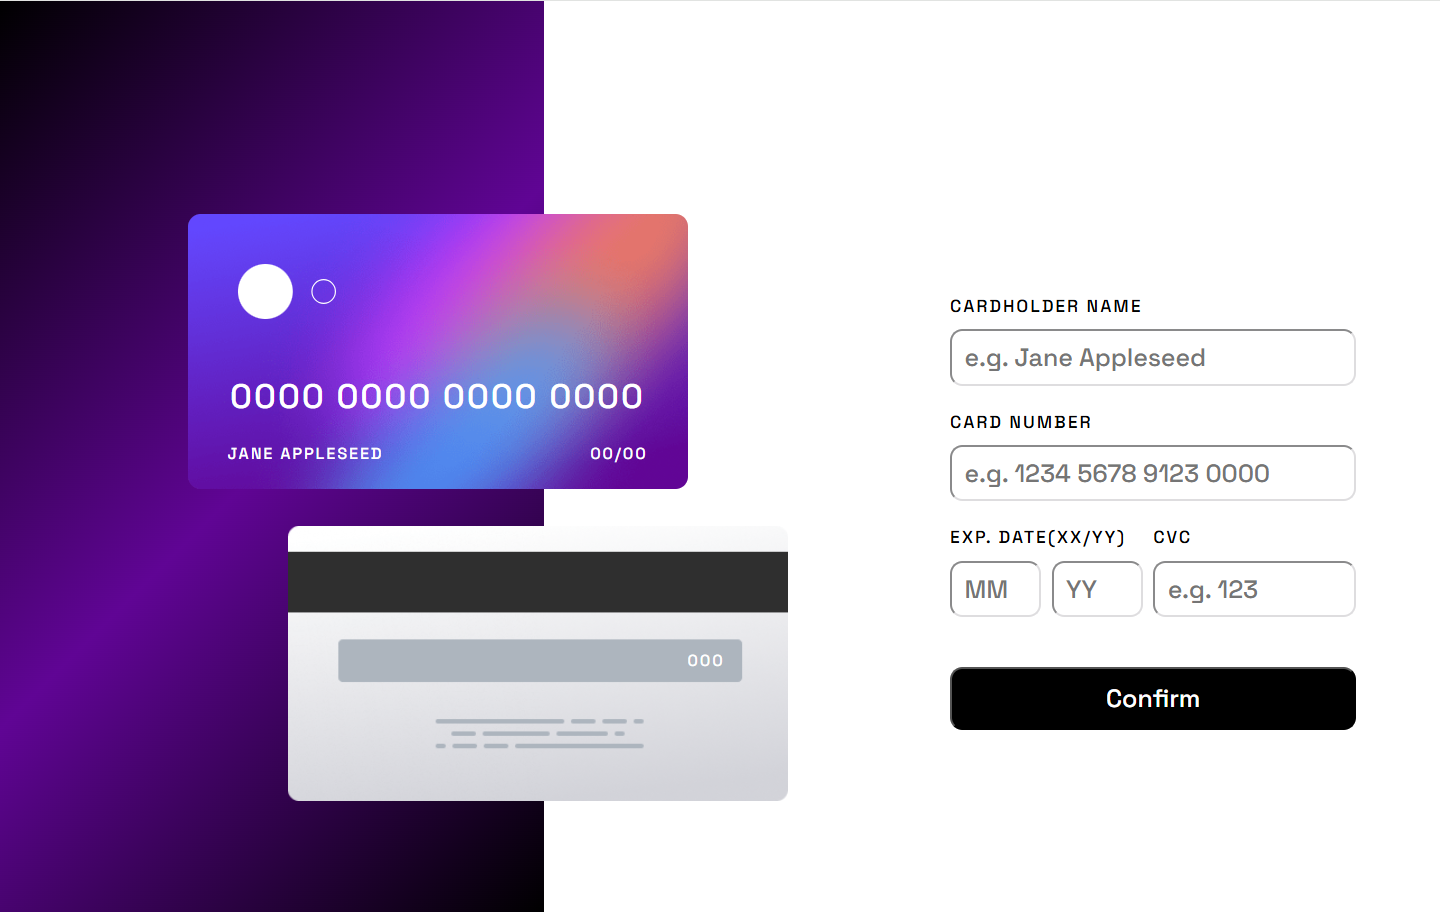 0000 0000 0000 0000
JANE APPLESEED 00/00
000
CARDHOLDER NAME
e.g. Jane Appleseed
CARD NUMBER
e.g. 1234 5678 9123 0000
EXP. DATE(XX/YY) CVC
MM YY e.g. 123
Confirm